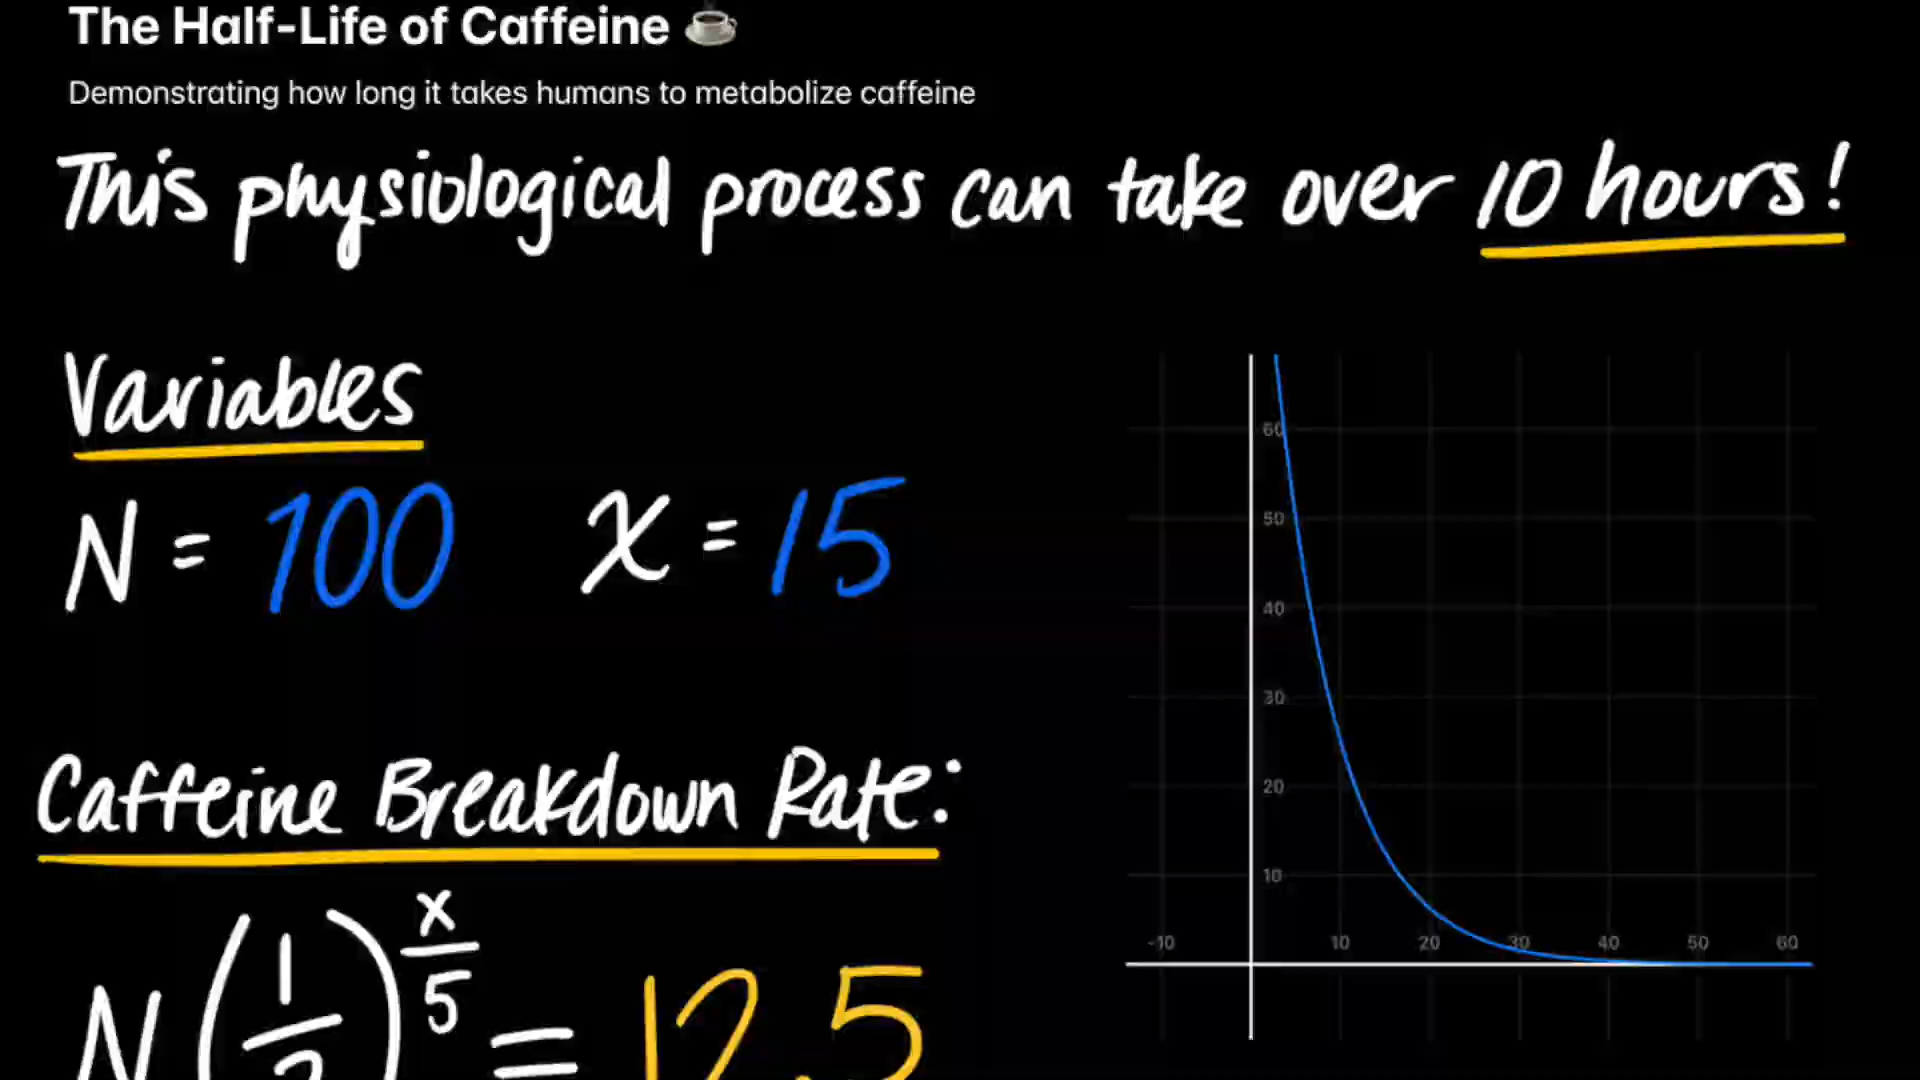 The Half-Life of Caffeine ☕
Demonstrating how long it takes humans to metabolize caffeine
This physiological process can take over 10 hours!
Variables
N = 100 x = 15
Caffeine Breakdown Rate:
N(1/2)^x/5 = 12.5
60
50
40
30
20
10
-10 10 20 30 40 50 60